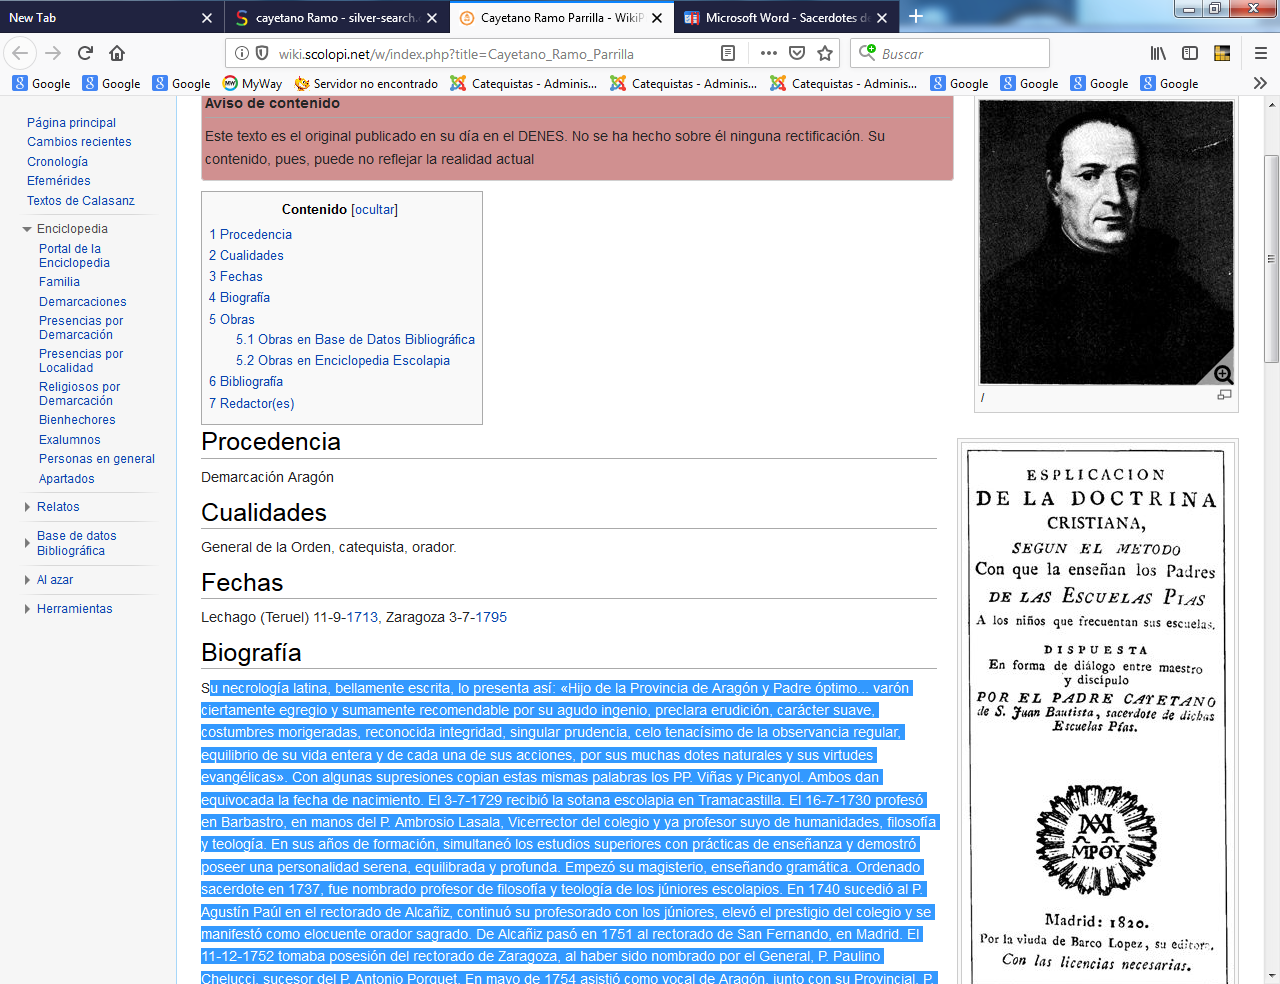 New Tab
cayetano Ramo - silver-search.c
Cayetano Ramo Parrilla - WikiP
Microsoft Word - Sacerdotes de
wiki.scolopi.net/w/index.php?title=Cayetano_Ramo_Parrilla
Buscar
Google
Google
Google
MyWay
Servidor no encontrado
Catequistas - Adminis...
Catequistas - Adminis...
Catequistas - Adminis...
Google
Google
Google
Google
Página principal
Cambios recientes
Cronología
Efemérides
Textos de Calasanz
Enciclopedia
Portal de la
Enciclopedia
Familia
Demarcaciones
Presencias por
Demarcación
Presencias por
Localidad
Religiosos por
Demarcación
Bienhechores
Exalumnos
Personas en general
Apartados
Relatos
Base de datos
Bibliográfica
Al azar
Herramientas
Aviso de contenido
Este texto es el original publicado en su día en el DENES. No se ha hecho sobre él ninguna rectificación. Su
contenido, pues, puede no reflejar la realidad actual
Contenido [ocultar]
1 Procedencia
2 Cualidades
3 Fechas
4 Biografía
5 Obras
5.1 Obras en Base de Datos Bibliográfica
5.2 Obras en Enciclopedia Escolapia
6 Bibliografía
7 Redactor(es)
Procedencia
Demarcación Aragón
Cualidades
General de la Orden, catequista, orador.
Fechas
Lechago (Teruel) 11-9-1713, Zaragoza 3-7-1795
Biografía
Su necrología latina, bellamente escrita, lo presenta así: «Hijo de la Provincia de Aragón y Padre óptimo... varón
ciertamente egregio y sumamente recomendable por su agudo ingenio, preclara erudición, carácter suave,
costumbres morigeradas, reconocida integridad, singular prudencia, celo tenacísimo de la observancia regular,
equilibrio de su vida entera y de cada una de sus acciones, por sus muchas dotes naturales y sus virtudes
evangélicas». Con algunas supresiones copian estas mismas palabras los PP. Viñas y Picanyol. Ambos dan
equivocada la fecha de nacimiento. El 3-7-1729 recibió la sotana escolapia en Tramacastilla. El 16-7-1730 profesó
en Barbastro, en manos del P. Ambrosio Lasala, Vicerrector del colegio y ya profesor suyo de humanidades, filosofía
y teología. En sus años de formación, simultaneó los estudios superiores con prácticas de enseñanza y demostró
poseer una personalidad serena, equilibrada y profunda. Empezó su magisterio, enseñando gramática. Ordenado
sacerdote en 1737, fue nombrado profesor de filosofía y teología de los júniores escolapios. En 1740 sucedió al P.
Agustín Paúl en el rectorado de Alcañiz, continuó su profesorado con los júniores, elevó el prestigio del colegio y se
manifestó como elocuente orador sagrado. De Alcañiz pasó en 1751 al rectorado de San Fernando, en Madrid. El
11-12-1752 tomaba posesión del rectorado de Zaragoza, al haber sido nombrado por el General, P. Paulino
Chelucci, sucesor del P. Antonio Porquet. En mayo de 1754 asistió como vocal de Aragón, junto con su Provincial, P.
/
ESPLICACION
DE LA DOCTRINA
CRISTIANA,
SEGUN EL METODO
Con que la enseñan los Padres
DE LAS ESCUELAS PIAS
A los niños que frecuentan sus escuelas.
DISPUESTA
En forma de diálogo entre maestro
y discípulo
POR EL PADRE CAYETANO
de S. Juan Bautista, sacerdote de dichas
Escuelas Pías.
ΜΡ ΘΥ
Madrid: 1820.
Por la viuda de Barco Lopez, su editora.
Con las licencias necesarias.